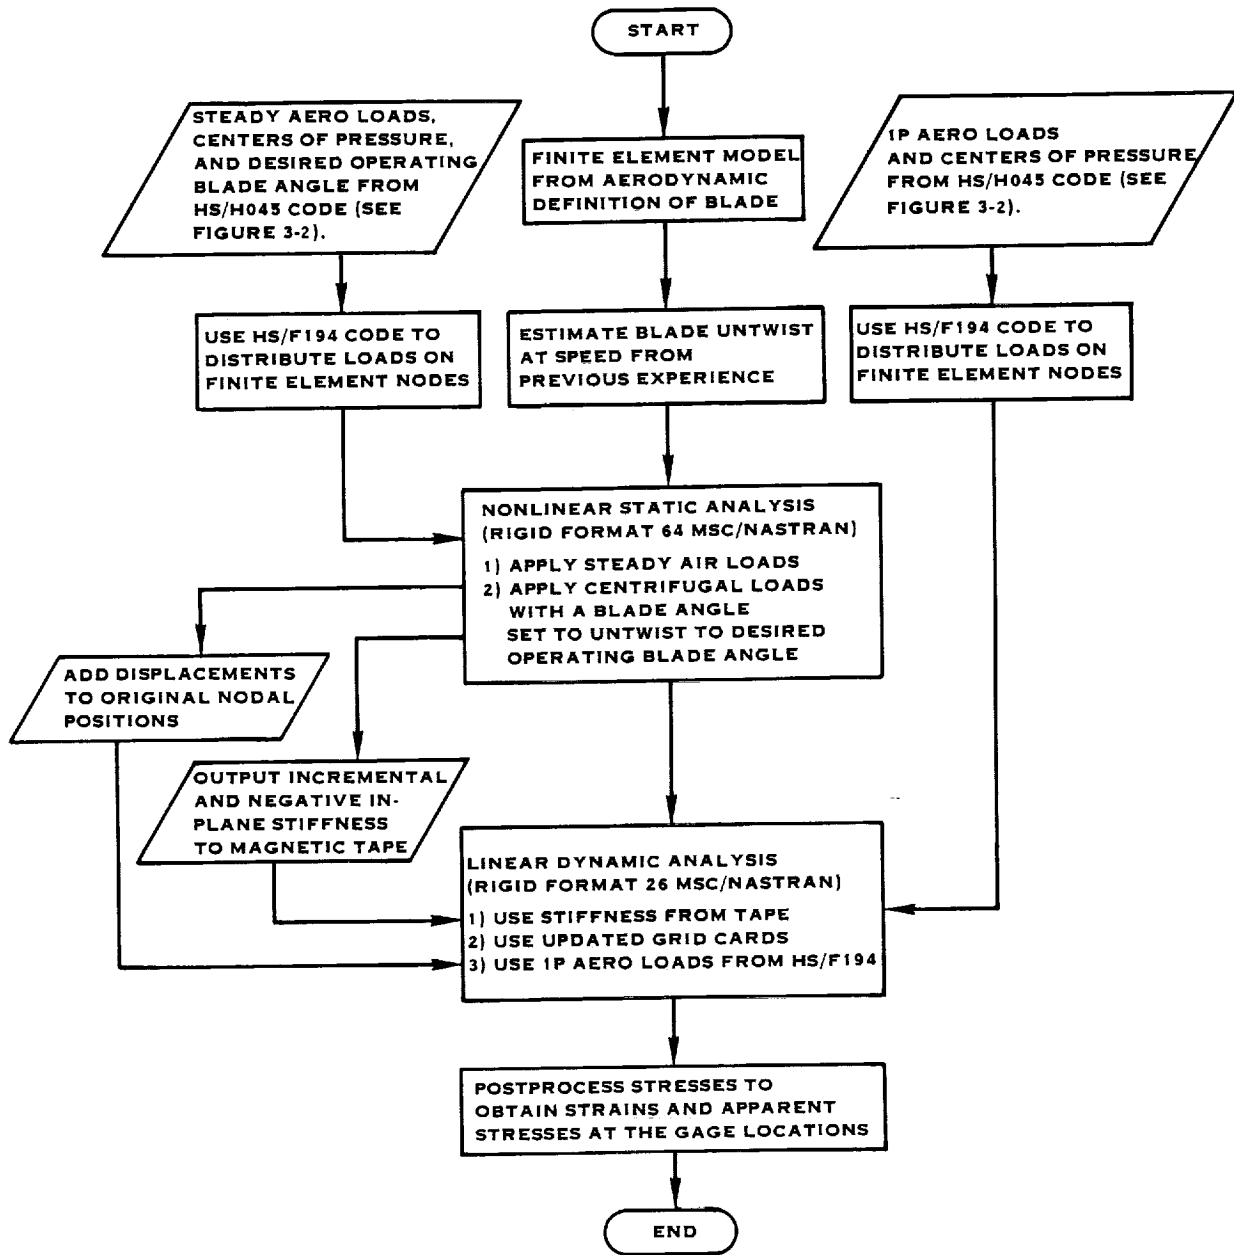 START
STEADY AERO LOADS,
CENTERS OF PRESSURE,
AND DESIRED OPERATING
BLADE ANGLE FROM
HS/H045 CODE (SEE
FIGURE 3-2).
FINITE ELEMENT MODEL
FROM AERODYNAMIC
DEFINITION OF BLADE
1P AERO LOADS
AND CENTERS OF PRESSURE
FROM HS/H045 CODE (SEE
FIGURE 3-2).
USE HS/F194 CODE TO
DISTRIBUTE LOADS ON
FINITE ELEMENT NODES
ESTIMATE BLADE UNTWIST
AT SPEED FROM
PREVIOUS EXPERIENCE
USE HS/F194 CODE TO
DISTRIBUTE LOADS ON
FINITE ELEMENT NODES
NONLINEAR STATIC ANALYSIS
(RIGID FORMAT 64 MSC/NASTRAN)
1) APPLY STEADY AIR LOADS
2) APPLY CENTRIFUGAL LOADS
WITH A BLADE ANGLE
SET TO UNTWIST TO DESIRED
OPERATING BLADE ANGLE
ADD DISPLACEMENTS
TO ORIGINAL NODAL
POSITIONS
OUTPUT INCREMENTAL
AND NEGATIVE IN-
PLANE STIFFNESS
TO MAGNETIC TAPE
LINEAR DYNAMIC ANALYSIS
(RIGID FORMAT 26 MSC/NASTRAN)
1) USE STIFFNESS FROM TAPE
2) USE UPDATED GRID CARDS
3) USE 1P AERO LOADS FROM HS/F194
POSTPROCESS STRESSES TO
OBTAIN STRAINS AND APPARENT
STRESSES AT THE GAGE LOCATIONS
END